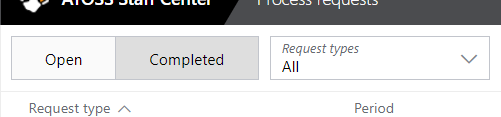 ATOSS Staff Center
Process requests
Open
Completed
Request types
All
Request type
Period